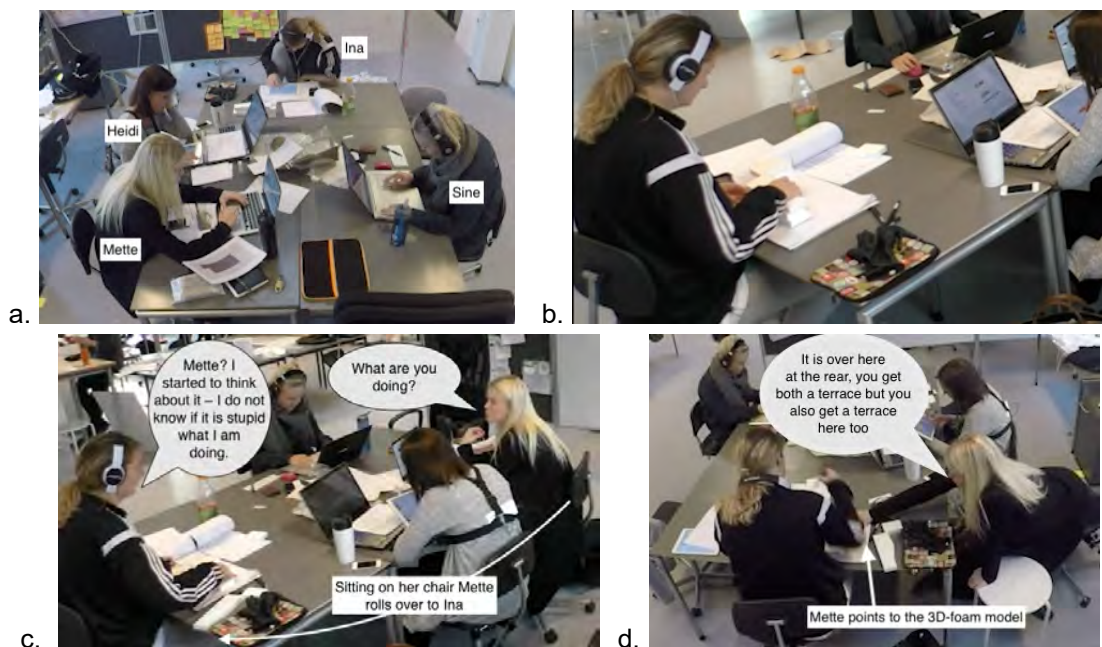 Ina
Heidi
Sine
Mette
a.
b.
Mette? I
started to think
about it – I do not
know if it is stupid
what I am
doing.
What are you
doing?
Sitting on her chair Mette
rolls over to Ina
c.
It is over here
at the rear, you get
both a terrace but you
also get a terrace
here too
Mette points to the 3D-foam model
d.